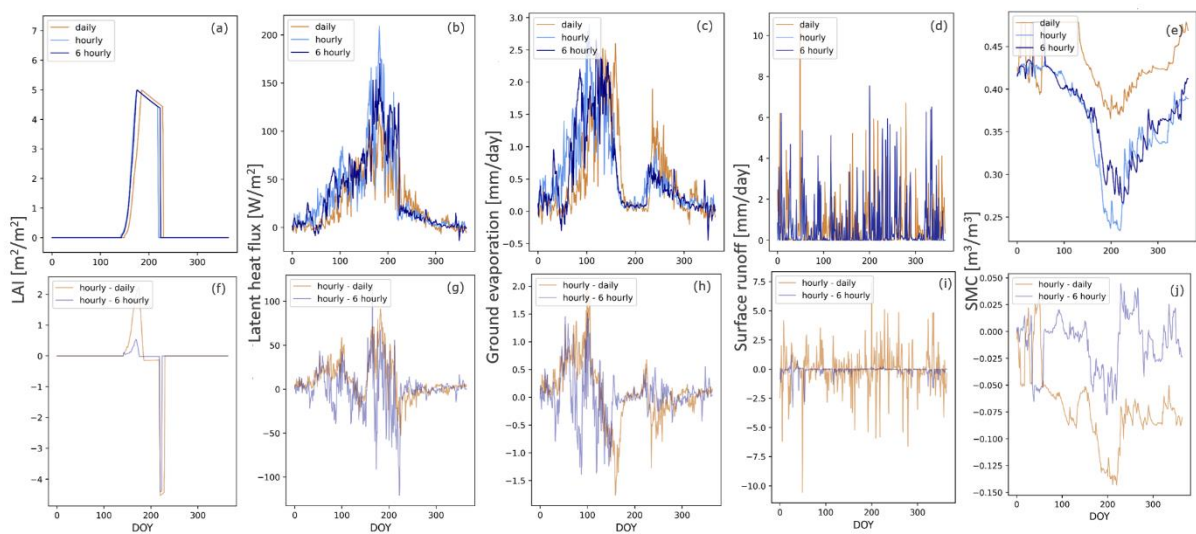 LAI [m²/m²]
(a)
daily
hourly
6 hourly
7
6
5
4
3
2
1
0
0 100 200 300
Latent heat flux [W/m²]
(b)
daily
hourly
6 hourly
200
150
100
50
0
0 100 200 300
Ground evaporation [mm/day]
(c)
daily
hourly
6 hourly
3.0
2.5
2.0
1.5
1.0
0.5
0.0
−0.5
0 100 200 300
Surface runoff [mm/day]
(d)
daily
hourly
6 hourly
10
8
6
4
2
0
0 100 200 300
SMC [m³/m³]
(e)
daily
hourly
6 hourly
0.45
0.40
0.35
0.30
0.25
0 100 200 300
(f)
hourly - daily
hourly - 6 hourly
2
0
−1
−2
−3
−4
0 100 200 300
DOY
(g)
hourly - daily
hourly - 6 hourly
100
50
0
−50
−100
0 100 200 300
DOY
(h)
hourly - daily
hourly - 6 hourly
2.0
1.5
1.0
0.5
0.0
−0.5
−1.0
−1.5
0 100 200 300
DOY
(i)
hourly - daily
hourly - 6 hourly
7.5
5.0
2.5
0.0
−2.5
−5.0
−7.5
−10.0
0 100 200 300
DOY
(j)
hourly - daily
hourly - 6 hourly
0.050
0.025
0.000
−0.025
−0.050
−0.075
−0.100
−0.125
−0.150
0 100 200 300
DOY